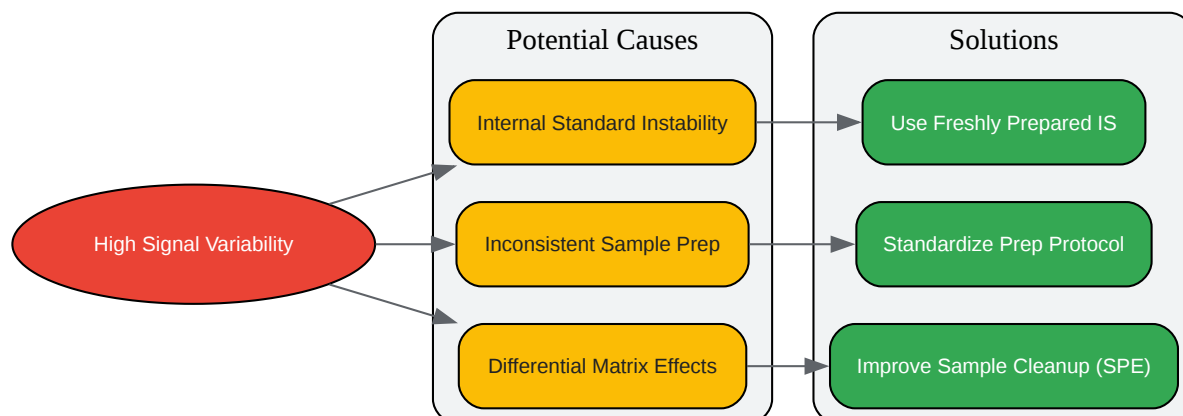 Potential Causes
Solutions
Internal Standard Instability
Use Freshly Prepared IS
High Signal Variability
Inconsistent Sample Prep
Standardize Prep Protocol
Differential Matrix Effects
Improve Sample Cleanup (SPE)